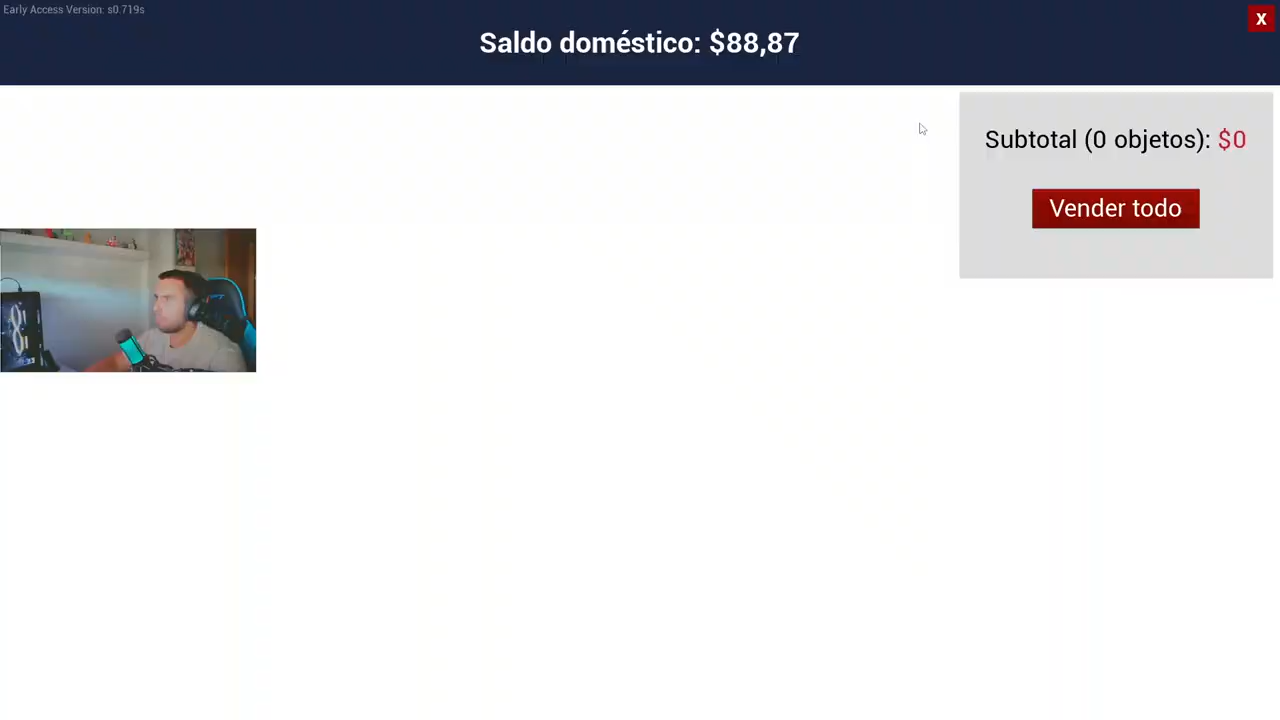 Early Access Version: s0.719s
Saldo doméstico: $88,87
X
Subtotal (0 objetos): $0
Vender todo